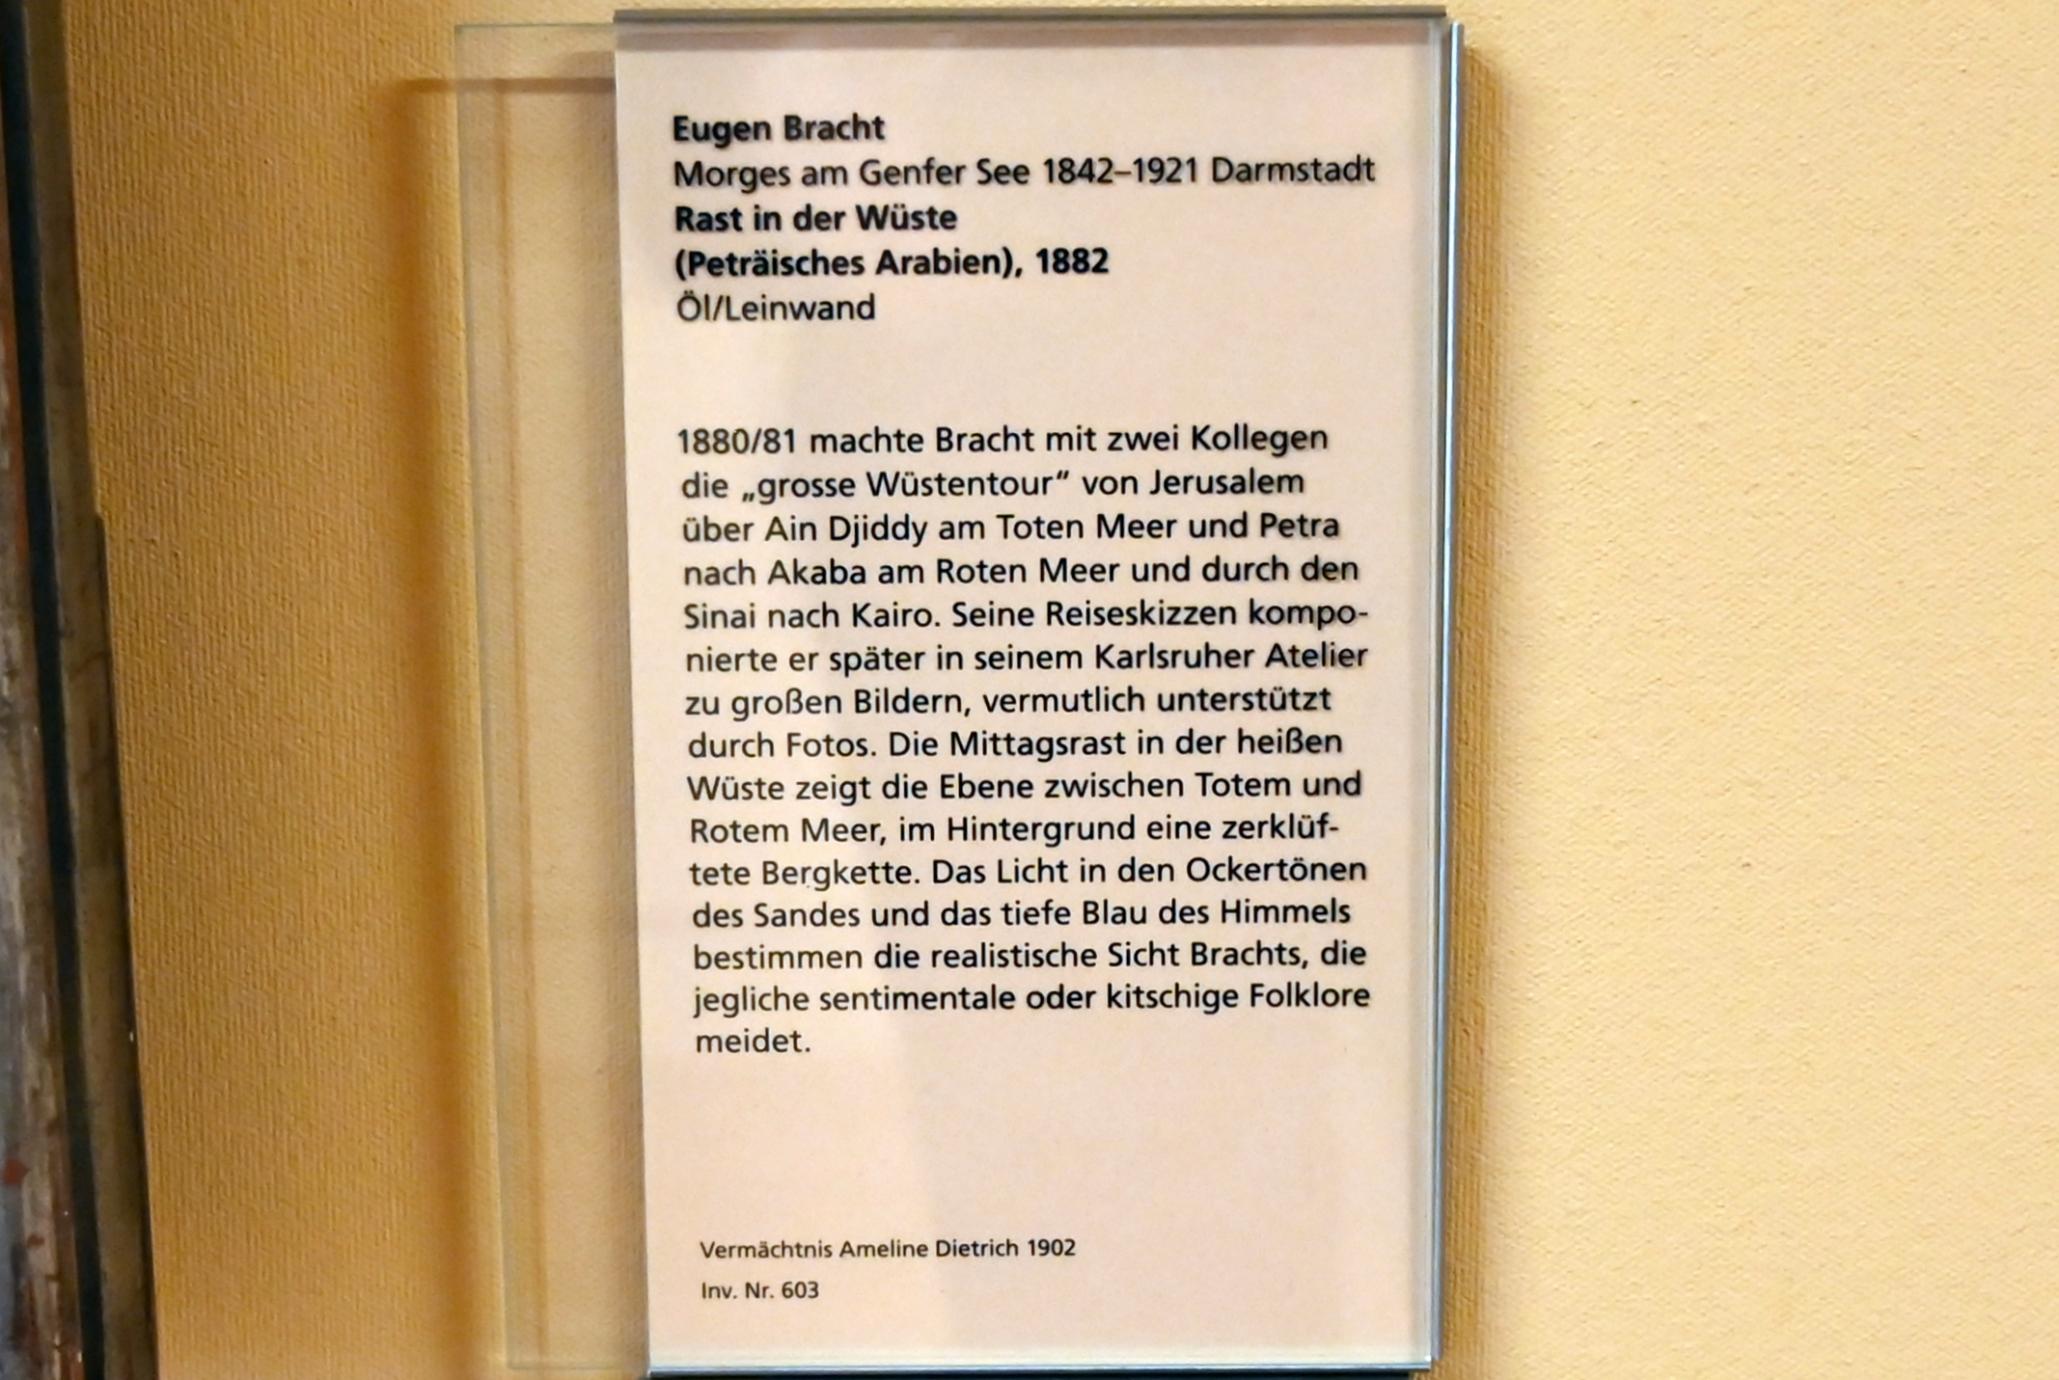 Eugen Bracht
Morges am Genfer See 1842–1921 Darmstadt
Rast in der Wüste
(Peträisches Arabien), 1882
Öl/Leinwand
1880/81 machte Bracht mit zwei Kollegen
die „grosse Wüstentour“ von Jerusalem
über Ain Djiddy am Toten Meer und Petra
nach Akaba am Roten Meer und durch den
Sinai nach Kairo. Seine Reiseskizzen kompo-
nierte er später in seinem Karlsruher Atelier
zu großen Bildern, vermutlich unterstützt
durch Fotos. Die Mittagsrast in der heißen
Wüste zeigt die Ebene zwischen Totem und
Rotem Meer, im Hintergrund eine zerklüf-
tete Bergkette. Das Licht in den Ockertönen
des Sandes und das tiefe Blau des Himmels
bestimmen die realistische Sicht Brachts, die
jegliche sentimentale oder kitschige Folklore
meidet.
Vermächtnis Ameline Dietrich 1902
Inv. Nr. 603